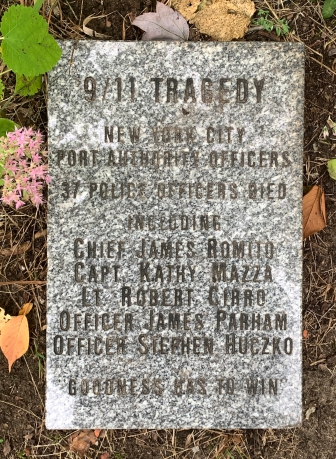 9/11 TRAGEDY
NEW YORK CITY
PORT AUTHORITY OFFICERS
37 POLICE OFFICERS DIED
INCLUDING
CHIEF JAMES ROMITO
CAPT. KATHY MAZZA
LT. ROBERT CIRRO
OFFICER JAMES PARHAM
OFFICER STEPHEN HUCZKO
"GOODNESS HAS TO WIN"